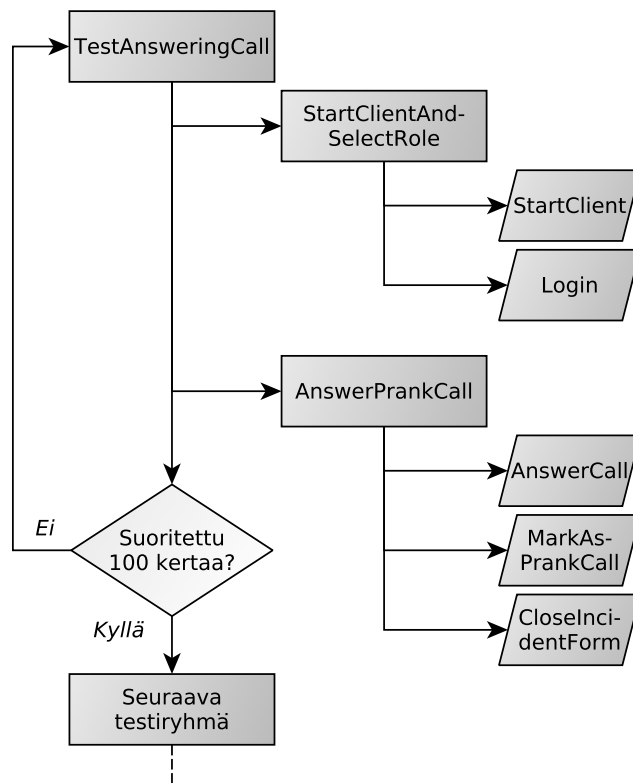 TestAnsweringCall
StartClientAnd-
SelectRole
StartClient
Login
AnswerPrankCall
AnswerCall
Ei
Suoritettu
100 kertaa?
MarkAs-
PrankCall
Kyllä
CloseInci-
dentForm
Seuraava
testiryhmä